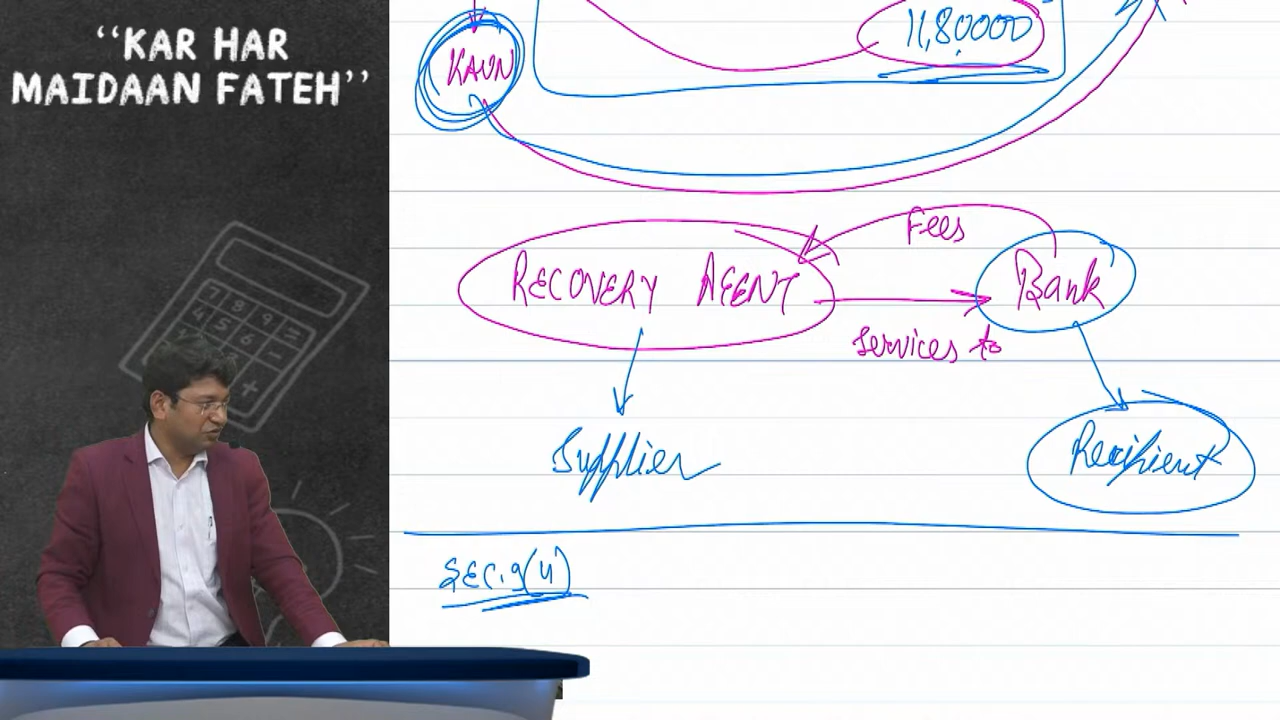 “KAR HAR
MAIDAAN FATEH”
11,80000
KAUN
Fees
RECOVERY AGENT
Bank
Services to
Supplier
Recipient
SEC.9(4)